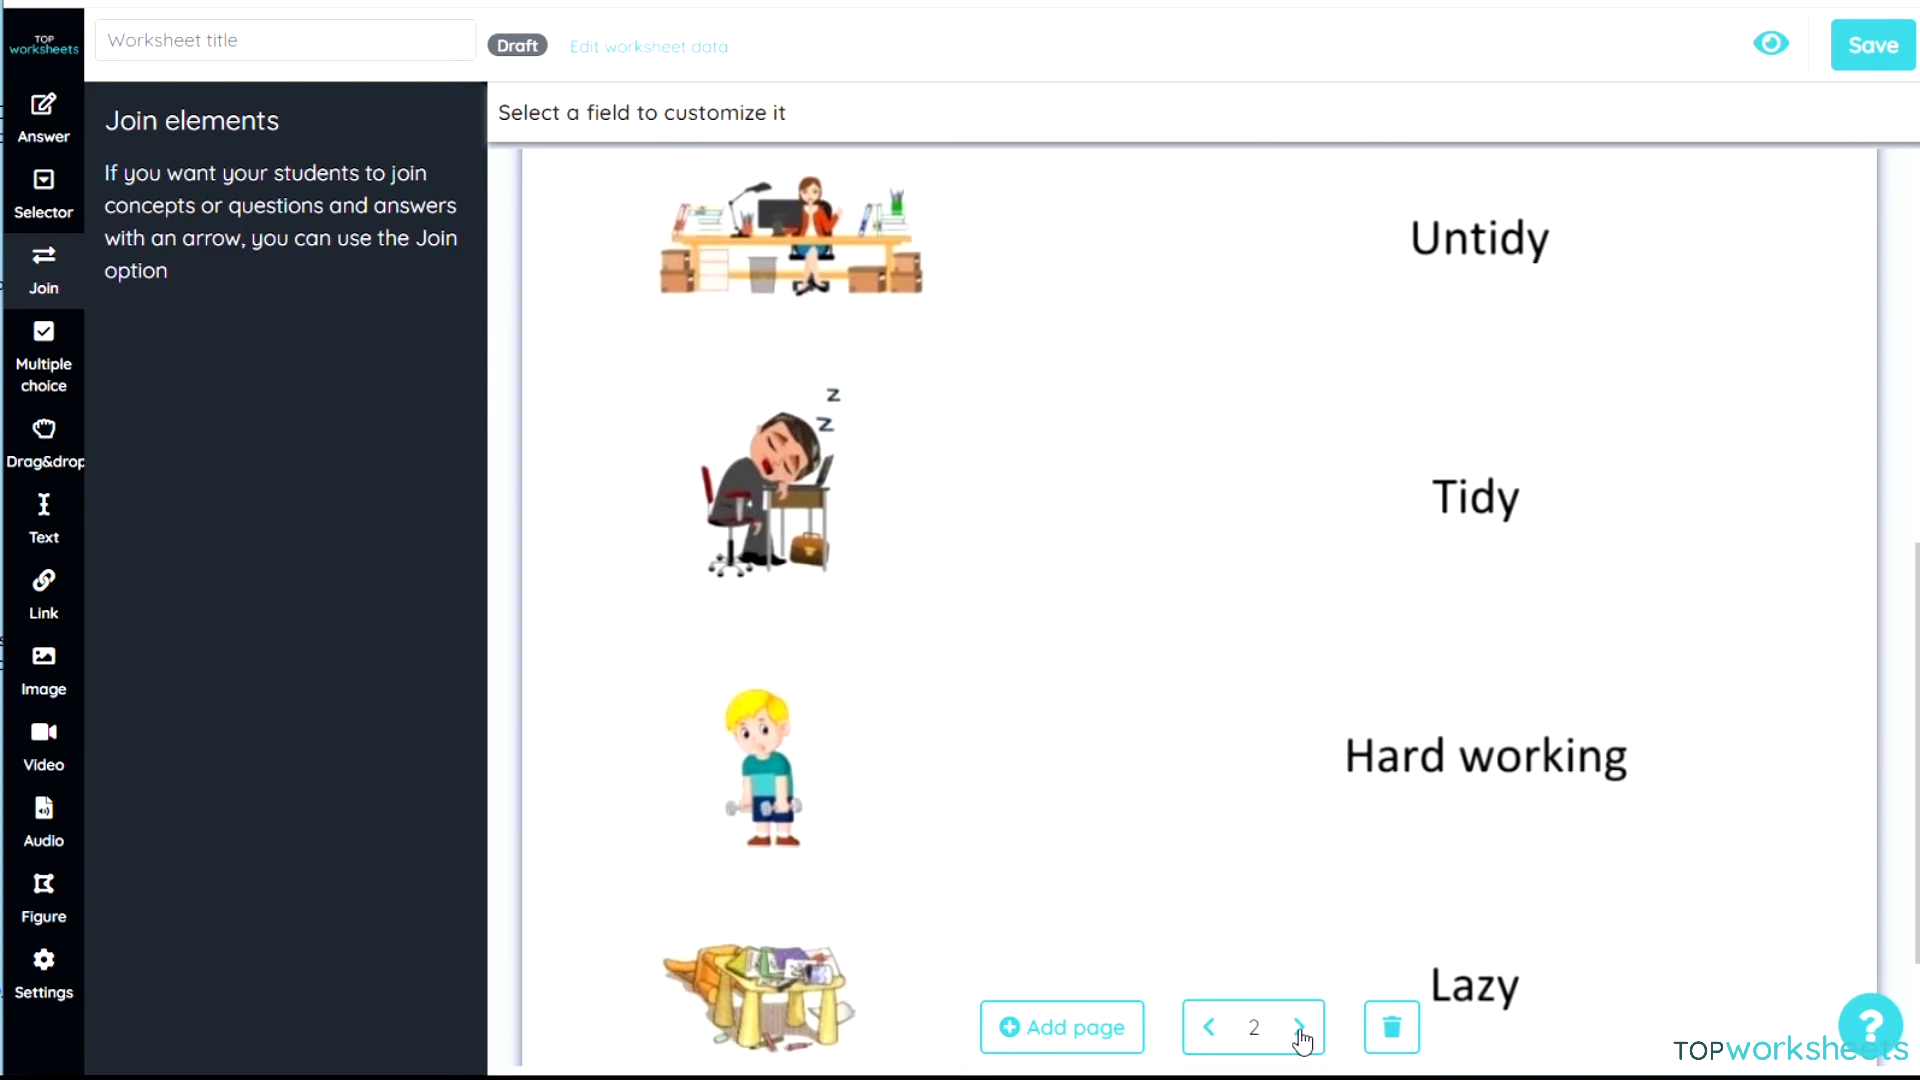 TOP
worksheets
Worksheet title
Draft
Edit worksheet data
Save
Answer
Selector
Join
Multiple
choice
Drag&drop
Text
Link
Image
Video
Audio
Figure
Settings
Join elements
If you want your students to join
concepts or questions and answers
with an arrow, you can use the Join
option
Select a field to customize it
Untidy
z
z
Tidy
Hard working
Lazy
Add page
2
?
TOPworksheets